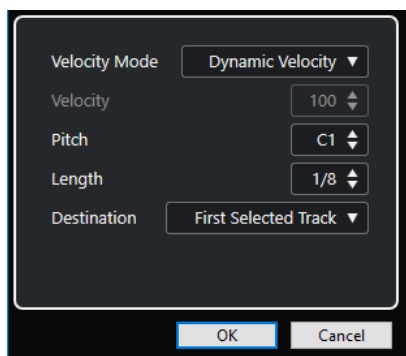 Velocity Mode Dynamic Velocity
Velocity 100
Pitch C1
Length 1/8
Destination First Selected Track
OK Cancel